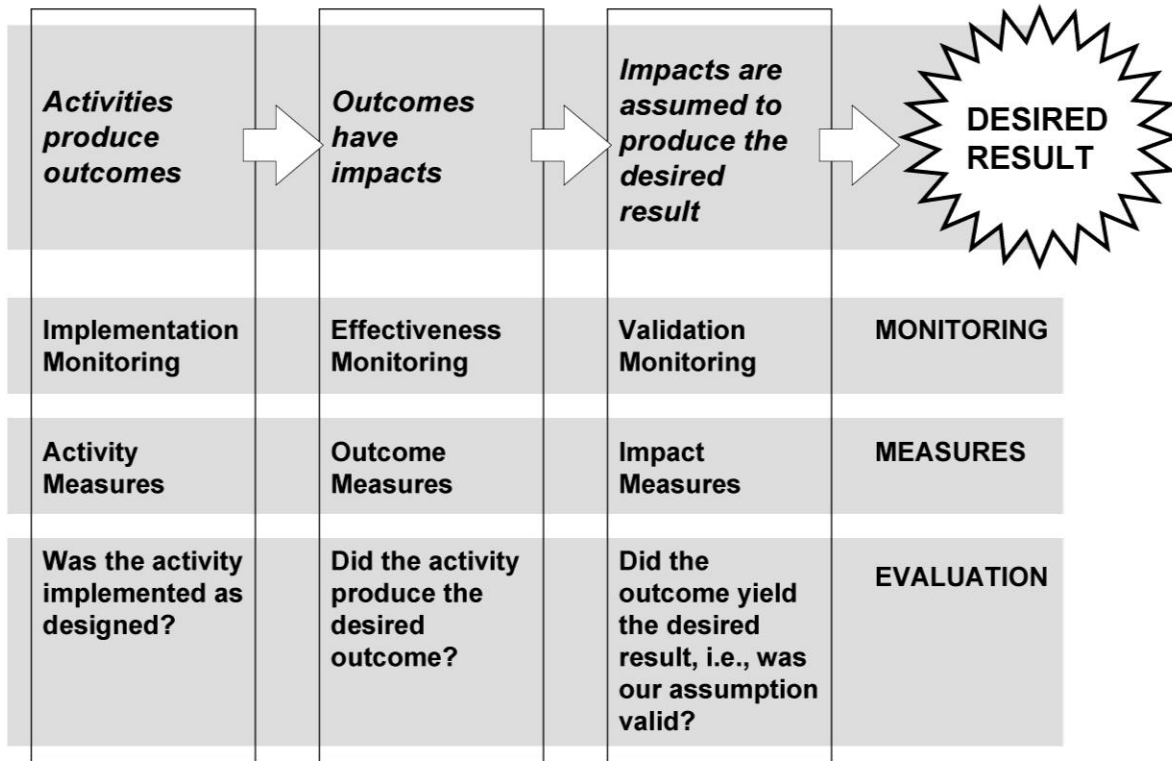 Activities
produce
outcomes
Outcomes
have
impacts
Impacts are
assumed to
produce the
desired
result
DESIRED
RESULT
Implementation
Monitoring
Effectiveness
Monitoring
Validation
Monitoring
MONITORING
Activity
Measures
Outcome
Measures
Impact
Measures
MEASURES
Was the activity
implemented as
designed?
Did the activity
produce the
desired
outcome?
Did the
outcome yield
the desired
result, i.e., was
our assumption
valid?
EVALUATION